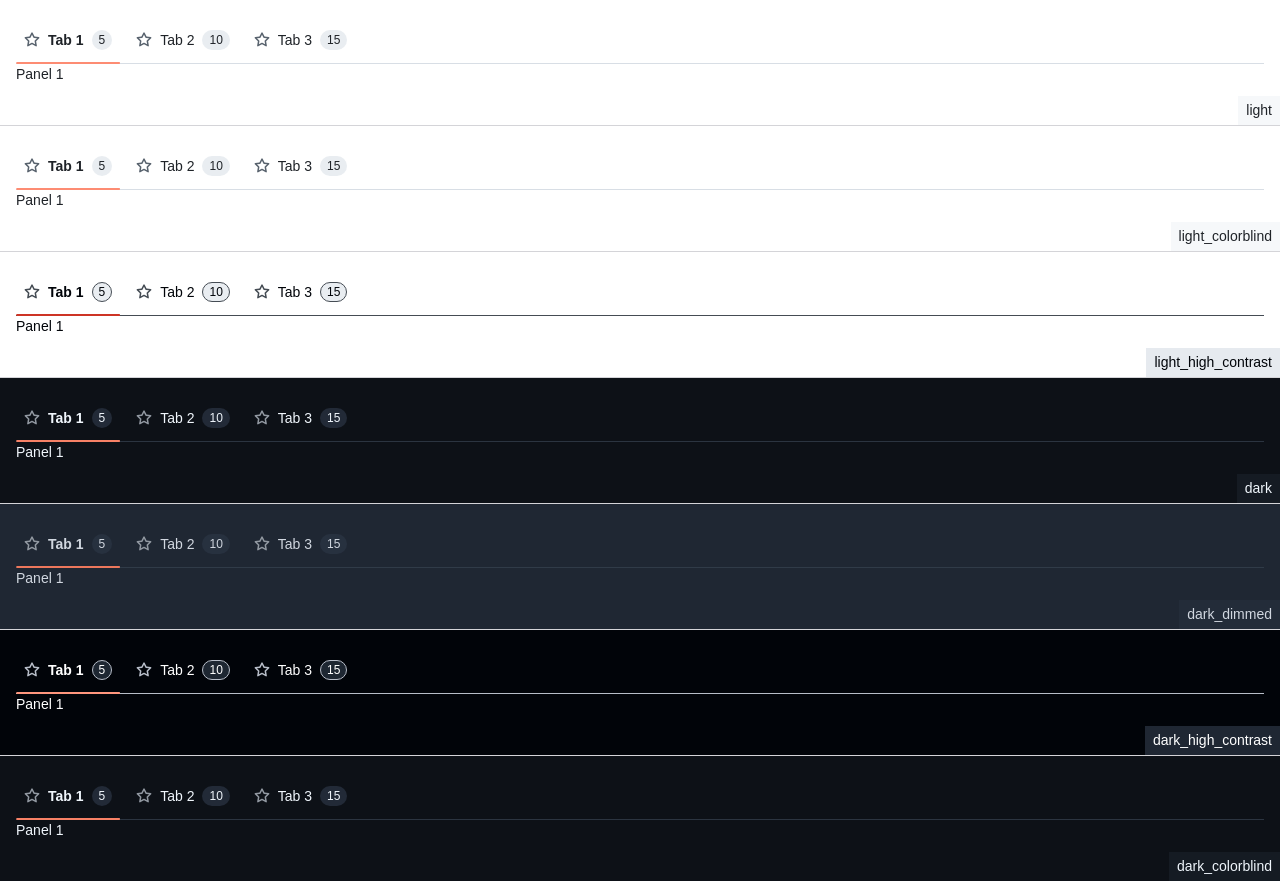 Tab 1 5 Tab 2 10 Tab 3 15
Panel 1
light
Tab 1 5 Tab 2 10 Tab 3 15
Panel 1
light_colorblind
Tab 1 5 Tab 2 10 Tab 3 15
Panel 1
light_high_contrast
Tab 1 5 Tab 2 10 Tab 3 15
Panel 1
dark
Tab 1 5 Tab 2 10 Tab 3 15
Panel 1
dark_dimmed
Tab 1 5 Tab 2 10 Tab 3 15
Panel 1
dark_high_contrast
Tab 1 5 Tab 2 10 Tab 3 15
Panel 1
dark_colorblind